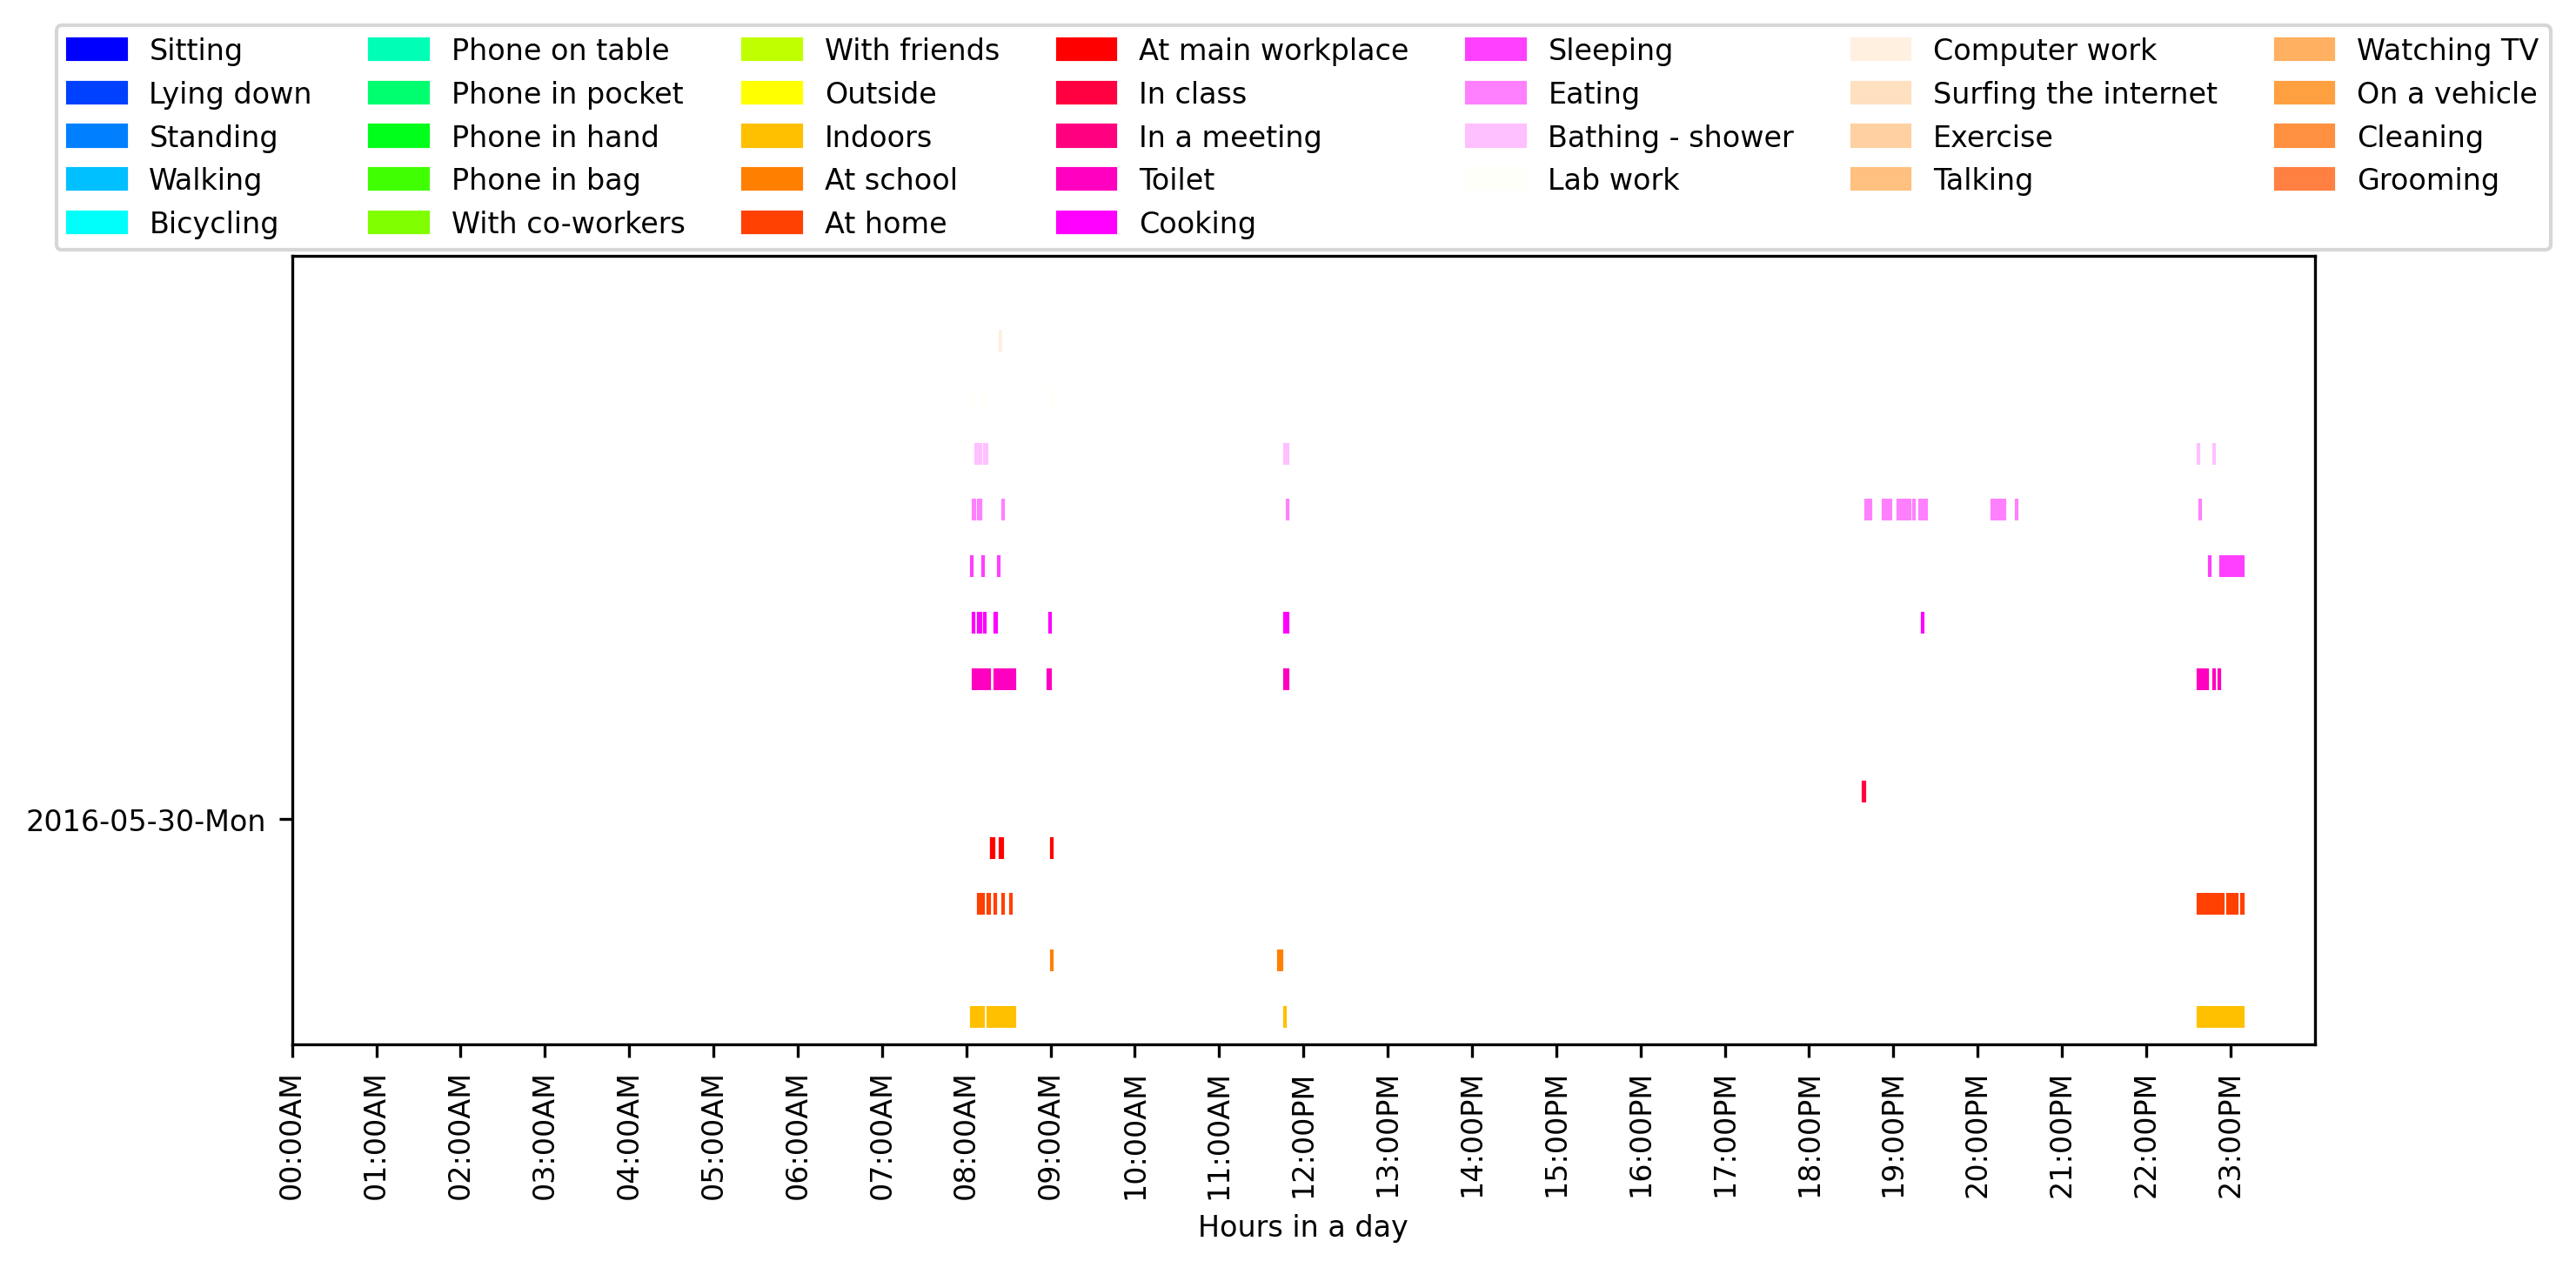 Sitting Phone on table With friends At main workplace Sleeping Computer work Watching TV
Lying down Phone in pocket Outside In class Eating Surfing the internet On a vehicle
Standing Phone in hand Indoors In a meeting Bathing - shower Exercise Cleaning
Walking Phone in bag At school Toilet Lab work Talking Grooming
Bicycling With co-workers At home Cooking
2016-05-30-Mon
00:00AM
01:00AM
02:00AM
03:00AM
04:00AM
05:00AM
06:00AM
07:00AM
08:00AM
09:00AM
10:00AM
11:00AM
12:00PM
13:00PM
14:00PM
15:00PM
16:00PM
17:00PM
18:00PM
19:00PM
20:00PM
21:00PM
22:00PM
23:00PM
Hours in a day